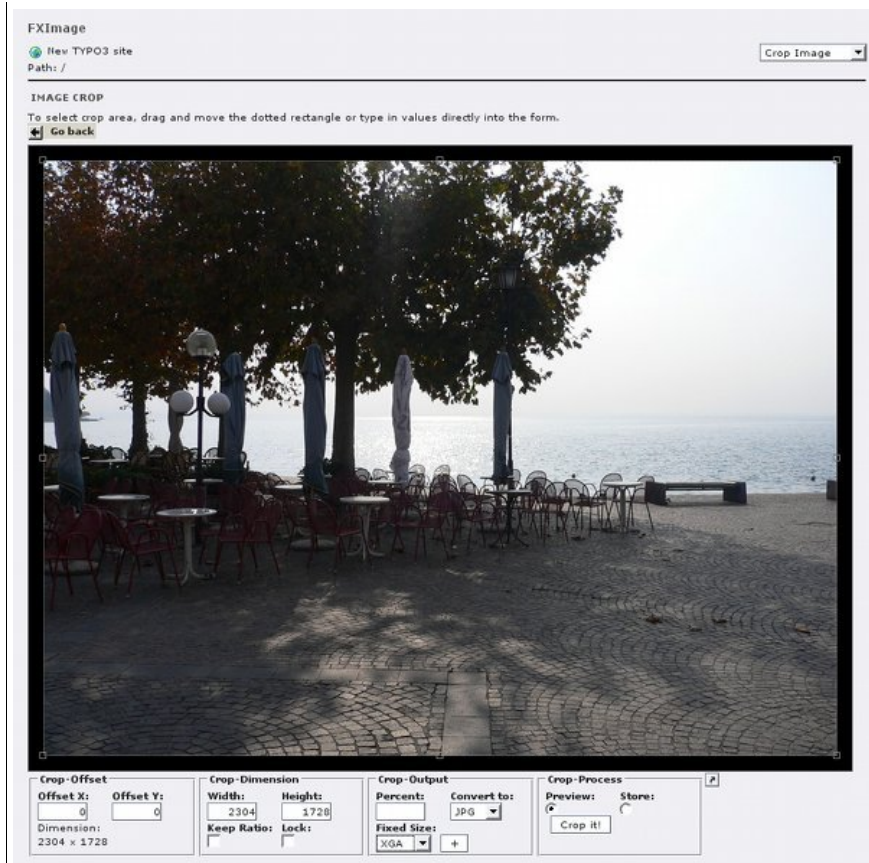 FXImage
New TYPO3 site
Path: /
Crop Image
IMAGE CROP
To select crop area, drag and move the dotted rectangle or type in values directly into the form.
Go back
Crop-Offset
Offset X: Offset Y:
0 0
Dimension:
2304 x 1728
Crop-Dimension
Width: Height:
2304 1728
Keep Ratio: Lock:
Crop-Output
Percent: Convert to:
JPG
Fixed Size:
XGA +
Crop-Process
Preview: Store:
Crop it!